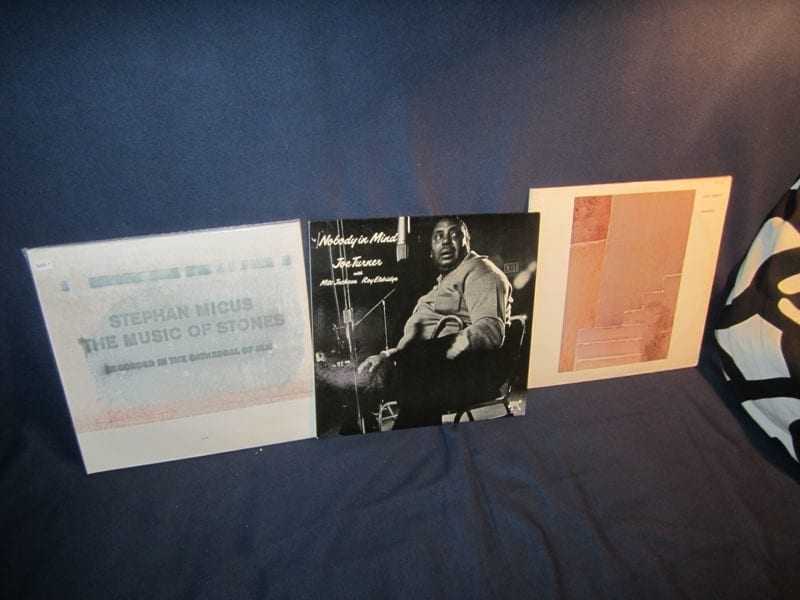 STEPHAN MICUS
THE MUSIC OF STONES
RECORDED IN THE CATHEDRAL OF ULM
Nobody in Mind
Joe Turner
with
Milt Jackson Roy Eldridge